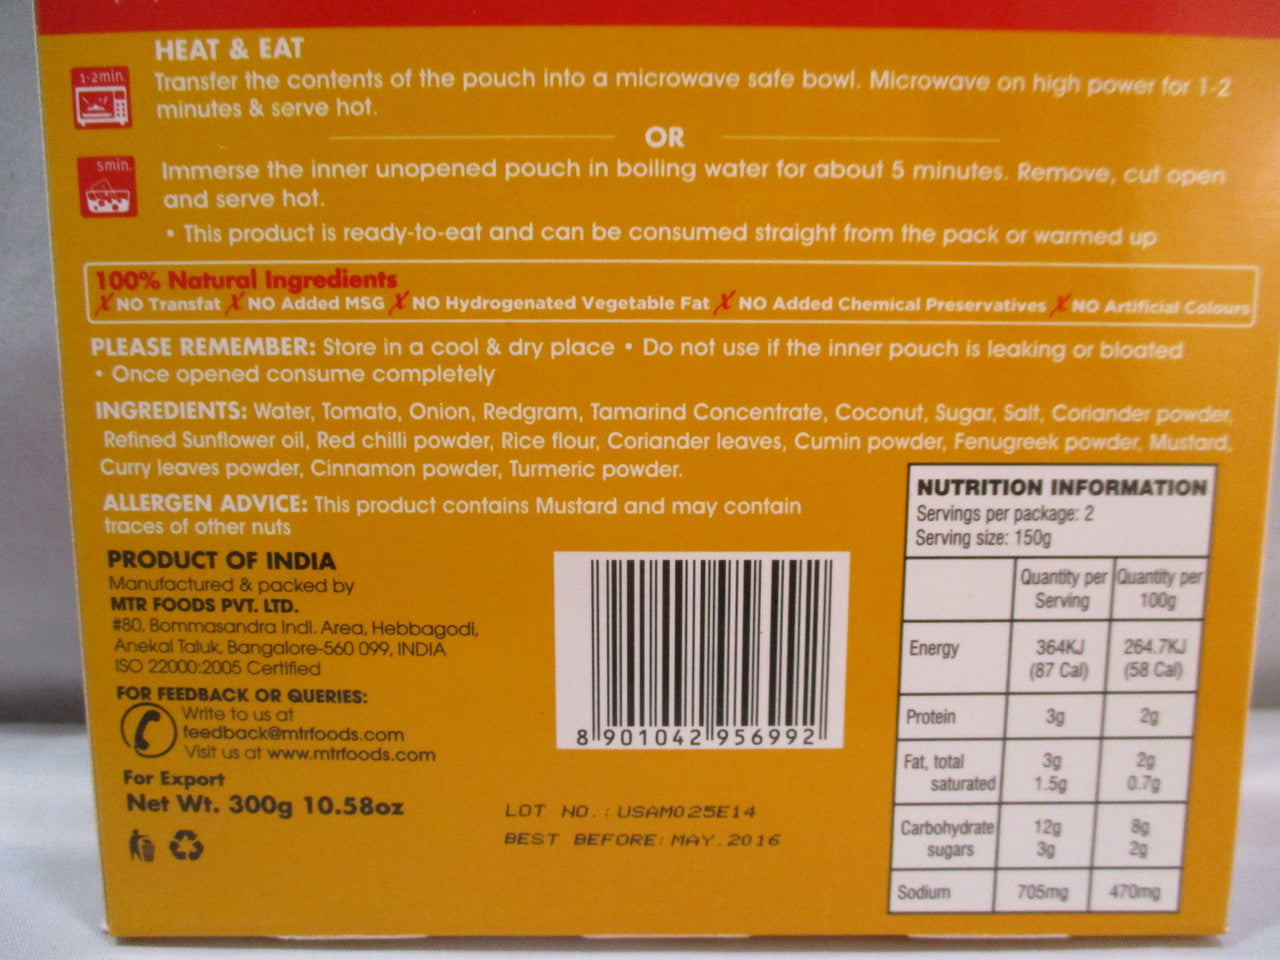 HEAT & EAT
1-2min.
Transfer the contents of the pouch into a microwave safe bowl. Microwave on high power for 1-2
minutes & serve hot.
OR
5min.
Immerse the inner unopened pouch in boiling water for about 5 minutes. Remove, cut open
and serve hot.
• This product is ready-to-eat and can be consumed straight from the pack or warmed up
100% Natural Ingredients
X NO Transfat X NO Added MSG X NO Hydrogenated Vegetable Fat X NO Added Chemical Preservatives X NO Artificial Colours
PLEASE REMEMBER: Store in a cool & dry place • Do not use if the inner pouch is leaking or bloated
• Once opened consume completely
INGREDIENTS: Water, Tomato, Onion, Redgram, Tamarind Concentrate, Coconut, Sugar, Salt, Coriander powder,
Refined Sunflower oil, Red chilli powder, Rice flour, Coriander leaves, Cumin powder, Fenugreek powder, Mustard,
Curry leaves powder, Cinnamon powder, Turmeric powder.
ALLERGEN ADVICE: This product contains Mustard and may contain
traces of other nuts
PRODUCT OF INDIA
Manufactured & packed by
MTR FOODS PVT. LTD.
#80, Bommasandra Indl. Area, Hebbagodi,
Anekal Taluk, Bangalore-560 099, INDIA
ISO 22000:2005 Certified
FOR FEEDBACK OR QUERIES:
Write to us at
feedback@mtrfoods.com
Visit us at www.mtrfoods.com
For Export
Net Wt. 300g 10.58oz
8 901042 956992
LOT NO.: USAM025E14
BEST BEFORE: MAY.2016
NUTRITION INFORMATION
Servings per package: 2
Serving size: 150g
Quantity per Serving Quantity per 100g
Energy 364KJ (87 Cal) 264.7KJ (58 Cal)
Protein 3g 2g
Fat, total 3g 2g
saturated 1.5g 0.7g
Carbohydrate 12g 8g
sugars 3g 2g
Sodium 705mg 470mg